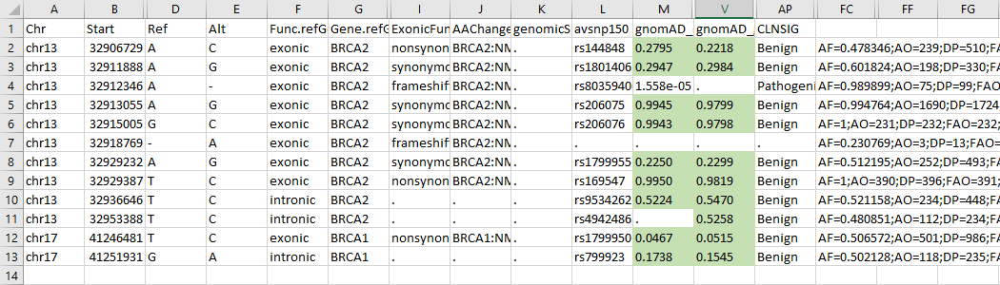 A B D E F G I J K L M V AP FC FF FG
1 Chr Start Ref Alt Func.refG Gene.refG ExonicFun AAChange genomicS avsnp150 gnomAD_ gnomAD_ CLNSIG
2 chr13 32906729 A C exonic BRCA2 nonsynon BRCA2:NM . rs144848 0.2795 0.2218 Benign AF=0.478346;AO=239;DP=510;FA
3 chr13 32911888 A G exonic BRCA2 synonymo BRCA2:NM . rs1801406 0.2947 0.2984 Benign AF=0.601824;AO=198;DP=330;FA
4 chr13 32912346 A - exonic BRCA2 frameshif BRCA2:NM . rs8035940 1.558e-05 . Pathogeni AF=0.989899;AO=75;DP=99;FAO
5 chr13 32913055 A G exonic BRCA2 synonymo BRCA2:NM . rs206075 0.9945 0.9799 Benign AF=0.994764;AO=1690;DP=1724
6 chr13 32915005 G C exonic BRCA2 synonymo BRCA2:NM . rs206076 0.9943 0.9798 Benign AF=1;AO=231;DP=232;FAO=232;
7 chr13 32918769 - A exonic BRCA2 frameshif BRCA2:NM . . . . . AF=0.230769;AO=3;DP=13;FAO=
8 chr13 32929232 A G exonic BRCA2 synonymo BRCA2:NM . rs1799955 0.2250 0.2299 Benign AF=0.512195;AO=252;DP=493;FA
9 chr13 32929387 T C exonic BRCA2 nonsynon BRCA2:NM . rs169547 0.9950 0.9819 Benign AF=1;AO=390;DP=396;FAO=391;
10 chr13 32936646 T C intronic BRCA2 . . . rs9534262 0.5224 0.5470 Benign AF=0.521158;AO=234;DP=448;FA
11 chr13 32953388 T C intronic BRCA2 . . . rs4942486 . 0.5258 Benign AF=0.480851;AO=112;DP=234;FA
12 chr17 41246481 T C exonic BRCA1 nonsynon BRCA1:NM . rs1799950 0.0467 0.0515 Benign AF=0.506572;AO=501;DP=986;FA
13 chr17 41251931 G A intronic BRCA1 . . . rs799923 0.1738 0.1545 Benign AF=0.502128;AO=118;DP=235;FA
14